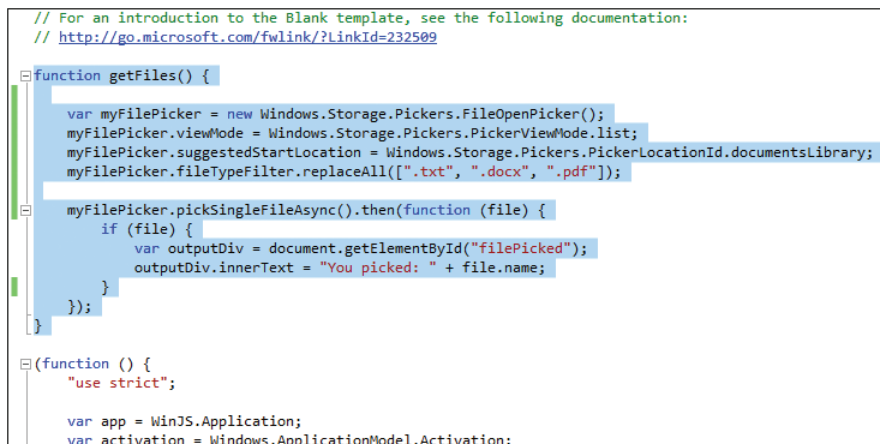 // For an introduction to the Blank template, see the following documentation:
// http://go.microsoft.com/fwlink/?LinkId=232509
function getFiles() {
var myFilePicker = new Windows.Storage.Pickers.FileOpenPicker();
myFilePicker.viewMode = Windows.Storage.Pickers.PickerViewMode.list;
myFilePicker.suggestedStartLocation = Windows.Storage.Pickers.PickerLocationId.documentsLibrary;
myFilePicker.fileTypeFilter.replaceAll([".txt", ".docx", ".pdf"]);
myFilePicker.pickSingleFileAsync().then(function (file) {
if (file) {
var outputDiv = document.getElementById("filePicked");
outputDiv.innerText = "You picked: " + file.name;
}
});
}
(function () {
"use strict";
var app = WinJS.Application;
var activation = Windows.ApplicationModel.Activation;